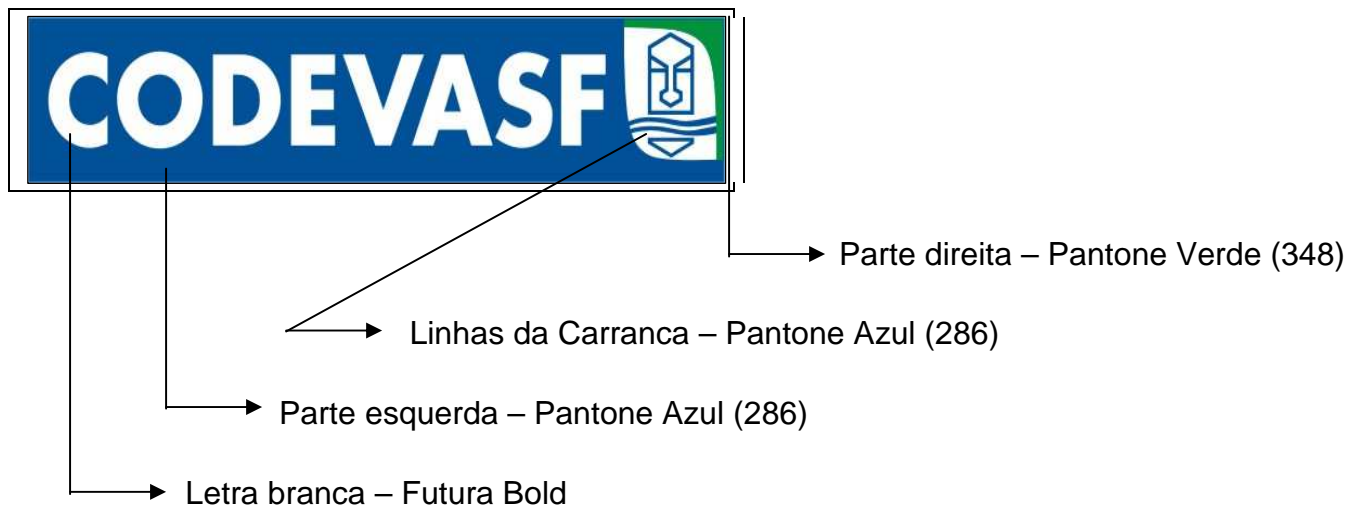 CODEVASF
Parte direita – Pantone Verde (348)
Linhas da Carranca – Pantone Azul (286)
Parte esquerda – Pantone Azul (286)
Letra branca – Futura Bold